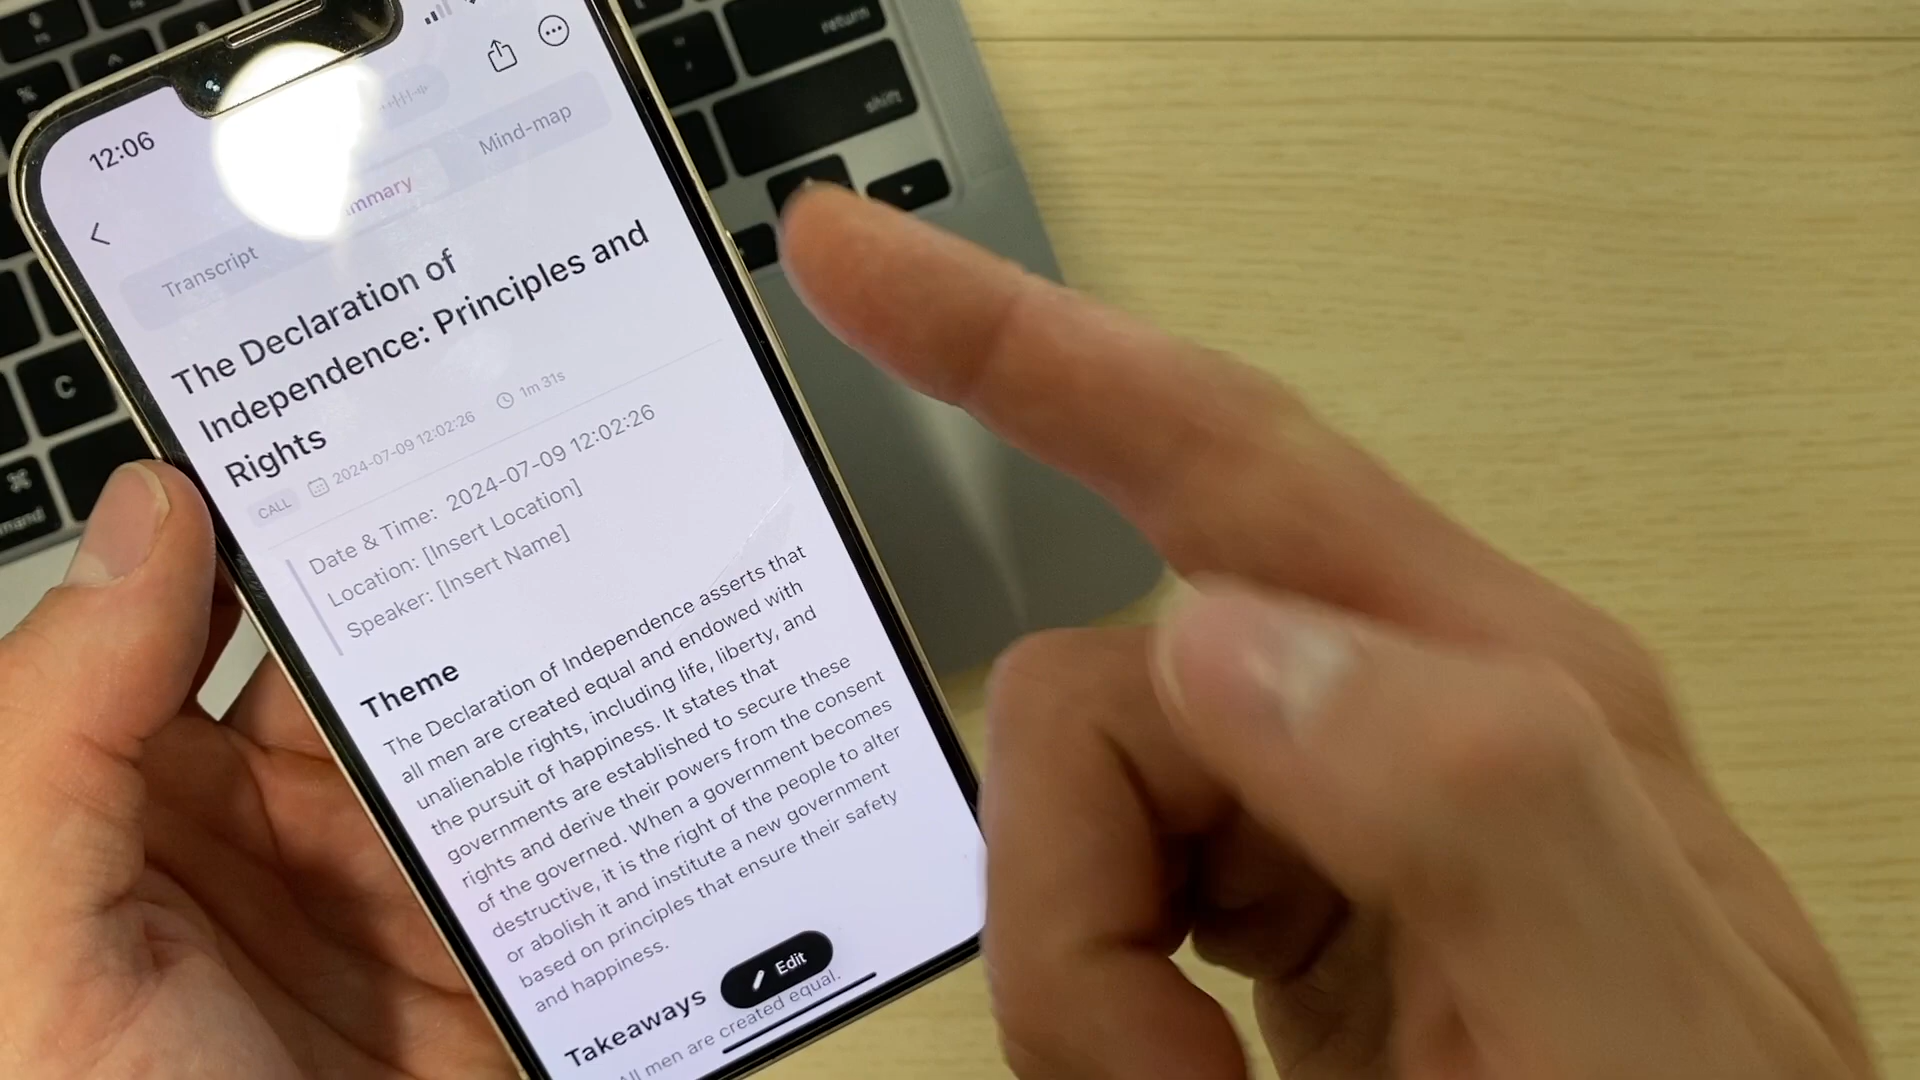 12:06
Transcript
mmary
Mind-map
The Declaration of
Independence: Principles and
Rights
CALL 2024-07-09 12:02:26 1m 31s
Date & Time: 2024-07-09 12:02:26
Location: [Insert Location]
Speaker: [Insert Name]
Theme
The Declaration of Independence asserts that
all men are created equal and endowed with
unalienable rights, including life, liberty, and
the pursuit of happiness. It states that
governments are established to secure these
rights and derive their powers from the consent
of the governed. When a government becomes
destructive, it is the right of the people to alter
or abolish it and institute a new government
based on principles that ensure their safety
and happiness.
Edit
Takeaways
All men are created equal.
return
shift
C
%
⌘
mand